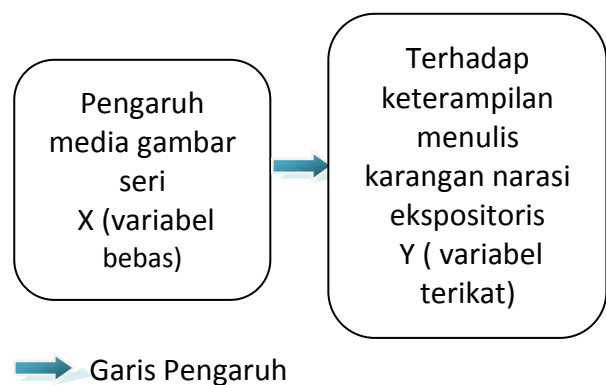 Pengaruh
media gambar
seri
X (variabel
bebas)
Terhadap
keterampilan
menulis
karangan narasi
ekspositoris
Y ( variabel
terikat)
Garis Pengaruh